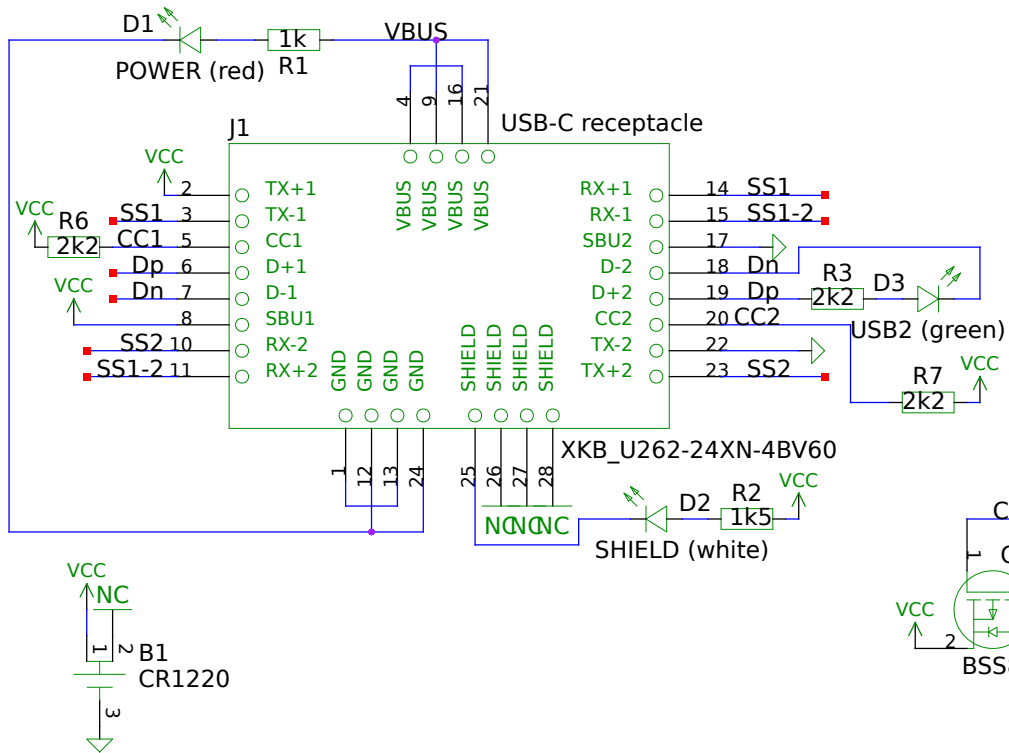 D1
1k
VBUS
POWER (red)
R1
4
9
16
21
J1
USB-C receptacle
VCC
2
TX+1
VBUS
VBUS
VBUS
VBUS
RX+1
14
SS1
VCC
R6
SS1
3
TX-1
RX-1
15
SS1-2
2k2
CC1
5
CC1
SBU2
17
Dp
6
D+1
D-2
18
Dn
VCC
Dn
7
D-1
D+2
19
Dp
R3
2k2
D3
8
SBU1
CC2
20
CC2
USB2 (green)
SS2
10
RX-2
TX-2
22
SS1-2
11
RX+2
TX+2
23
SS2
GND
GND
GND
GND
SHIELD
SHIELD
SHIELD
SHIELD
R7
2k2
VCC
1
12
13
24
25
26
27
28
XKB_U262-24XN-4BV60
NC
NC
NC
D2
R2
1k5
VCC
SHIELD (white)
VCC
NC
1
2
B1
CR1220
3
C
1
VCC
2